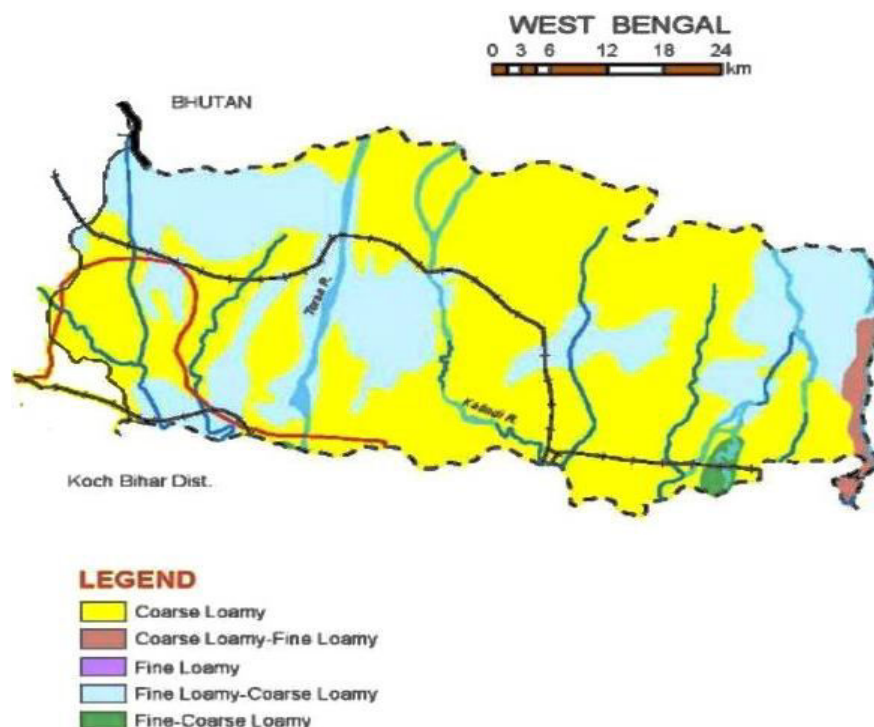 WEST BENGAL
0 3 6 12 18 24
km
BHUTAN
Torsa R.
Kalindi R.
Koch Bihar Dist.
LEGEND
Coarse Loamy
Coarse Loamy-Fine Loamy
Fine Loamy
Fine Loamy-Coarse Loamy
Fine-Coarse Loamy